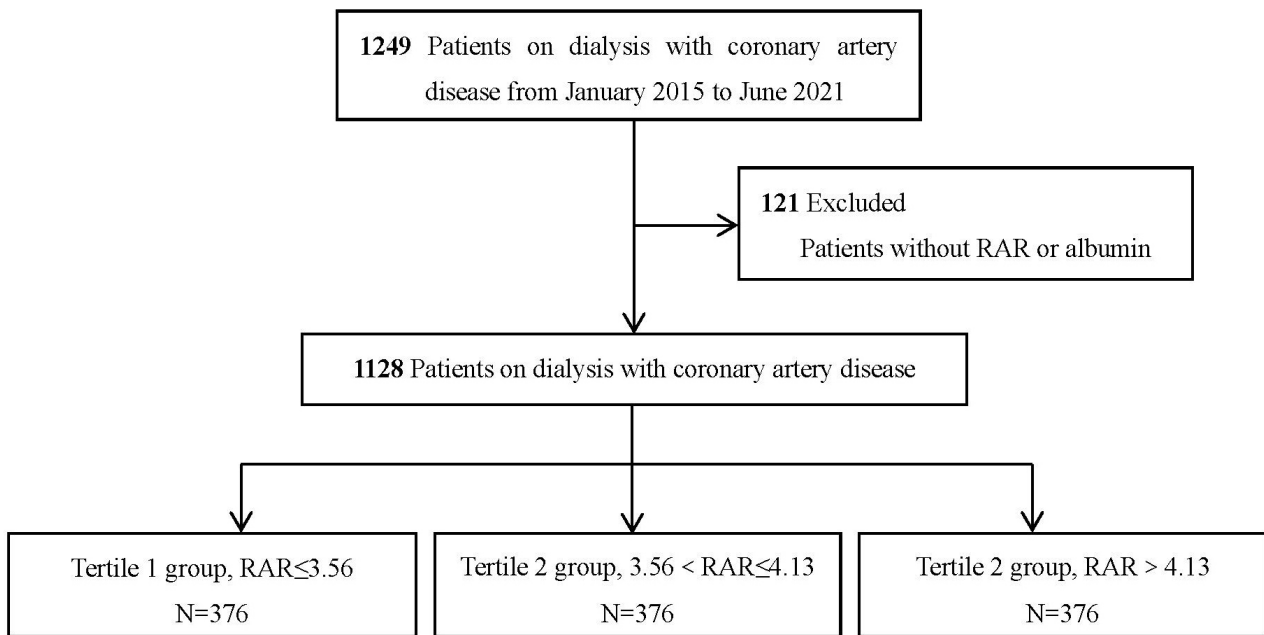 1249 Patients on dialysis with coronary artery
disease from January 2015 to June 2021
121 Excluded
Patients without RAR or albumin
1128 Patients on dialysis with coronary artery disease
Tertile 1 group, RAR≤3.56
N=376
Tertile 2 group, 3.56 < RAR≤4.13
N=376
Tertile 2 group, RAR > 4.13
N=376